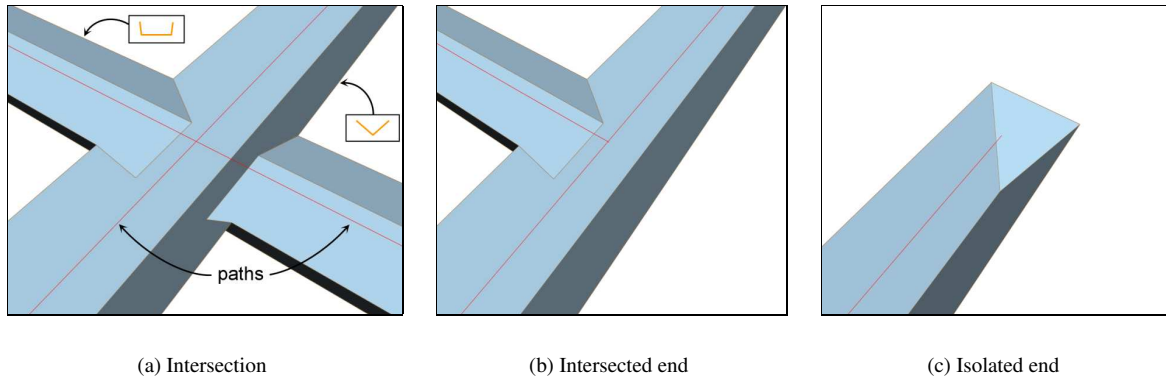 paths
(a) Intersection
(b) Intersected end
(c) Isolated end